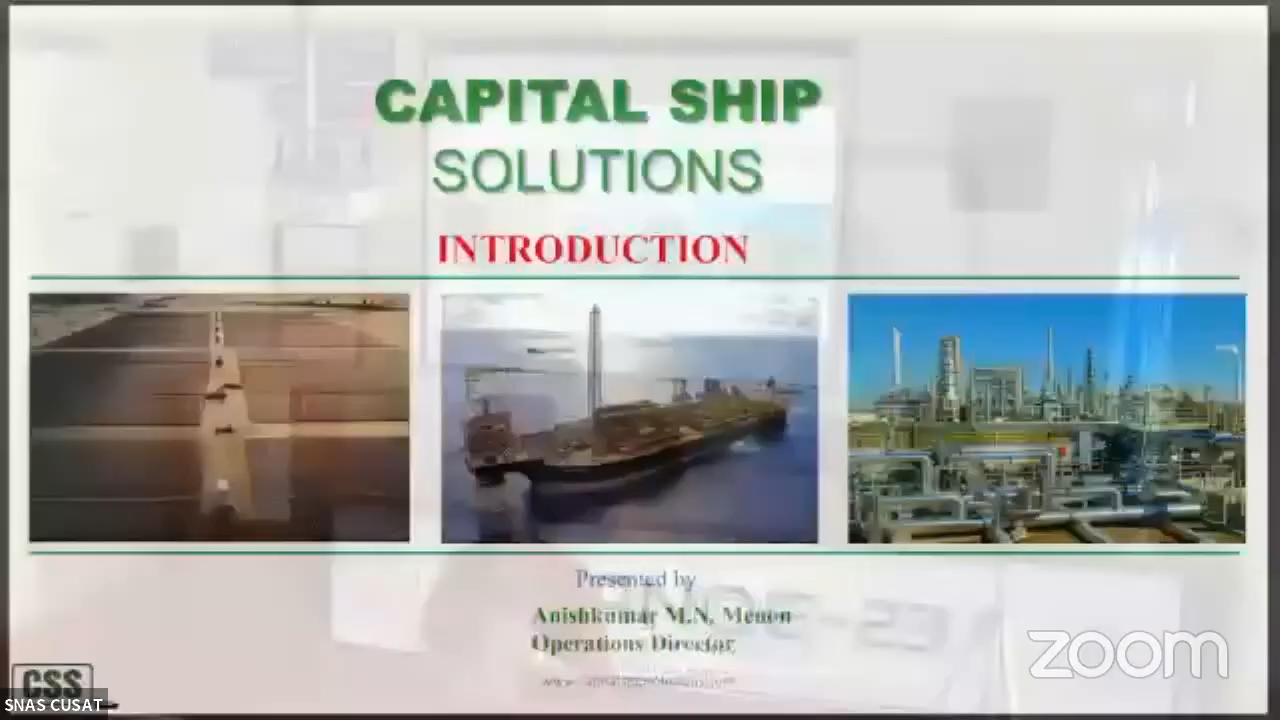 CAPITAL SHIP
SOLUTIONS
INTRODUCTION
Presented by
Anishkumar M.N. Menon
Operations Director
CSS
SNAS CUSAT
zoom